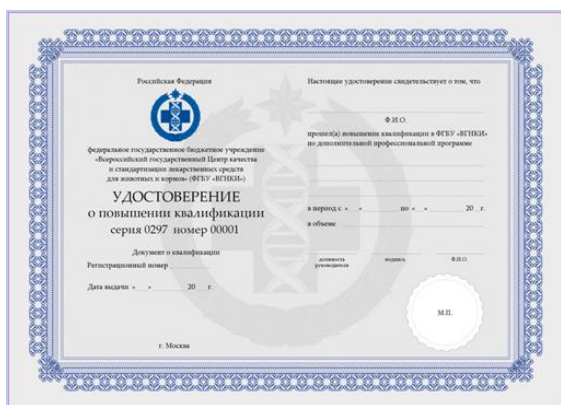 Российская Федерация
федеральное государственное бюджетное учреждение
«Всероссийский государственный Центр качества
и стандартизации лекарственных средств
для животных и кормов» (ФГБУ «ВГНКИ»)
УДОСТОВЕРЕНИЕ
о повышении квалификации
серия 0297 номер 00001
Документ о квалификации
Регистрационный номер
Дата выдачи « » 20 г.
г. Москва
Настоящее удостоверение свидетельствует о том, что
Ф.И.О.
прошел(а) повышение квалификации в ФГБУ «ВГНКИ»
по дополнительной профессиональной программе
в период с « » по « » 20 г.
в объеме
должность руководителя подпись Ф.И.О.
М.П.